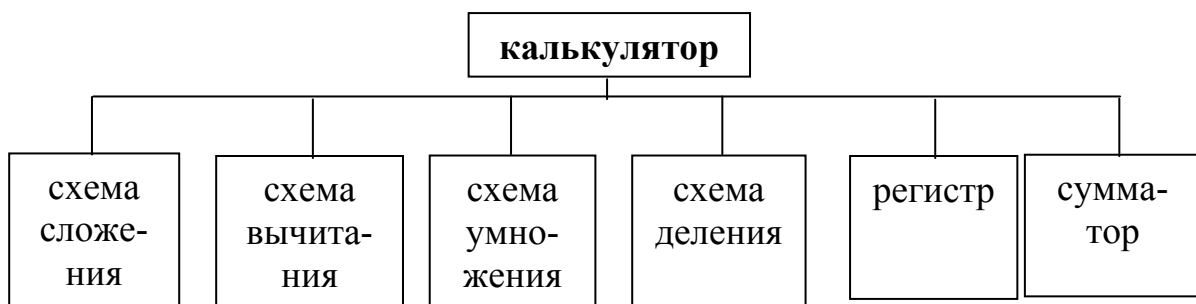 калькулятор
схема
сложе-
ния
схема
вычита-
ния
схема
умно-
жения
схема
деления
регистр
сумма-
тор